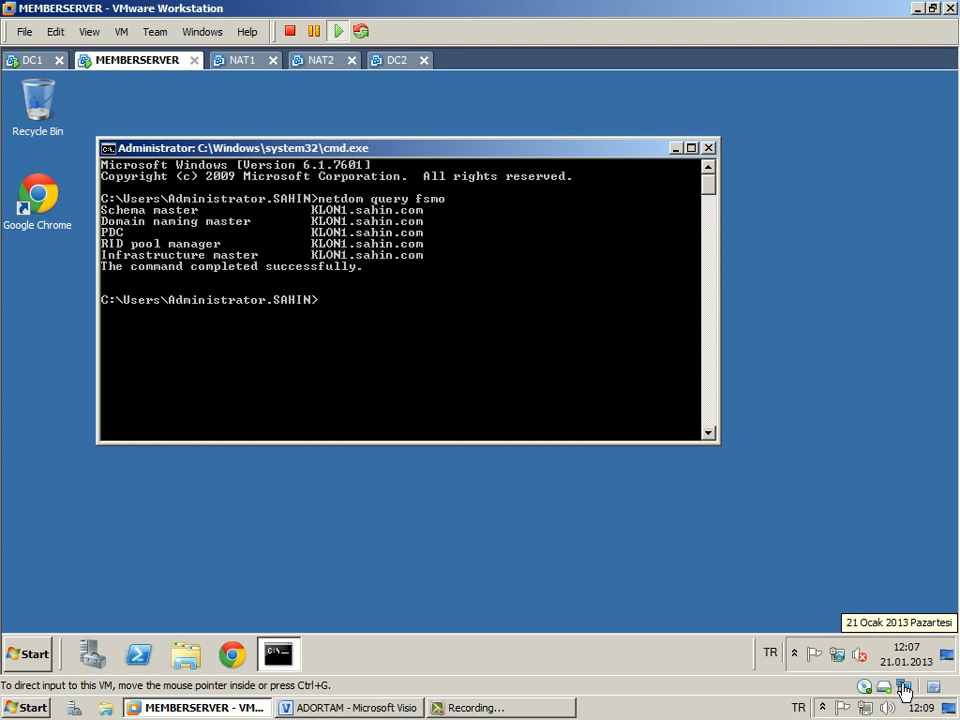 MEMBERSERVER - VMware Workstation
File Edit View VM Team Windows Help
DC1 MEMBERSERVER NAT1 NAT2 DC2
Recycle Bin
Google Chrome
Administrator: C:\Windows\system32\cmd.exe
Microsoft Windows [Version 6.1.7601]
Copyright (c) 2009 Microsoft Corporation.  All rights reserved.
C:\Users\Administrator.SAHIN>netdom query fsmo
Schema master               KLON1.sahin.com
Domain naming master        KLON1.sahin.com
PDC                         KLON1.sahin.com
RID pool manager            KLON1.sahin.com
Infrastructure master       KLON1.sahin.com
The command completed successfully.
C:\Users\Administrator.SAHIN>
21 Ocak 2013 Pazartesi
Start TR 12:07
21.01.2013
To direct input to this VM, move the mouse pointer inside or press Ctrl+G.
Start MEMBERSERVER - VM... ADORTAM - Microsoft Visio Recording... TR 12:09